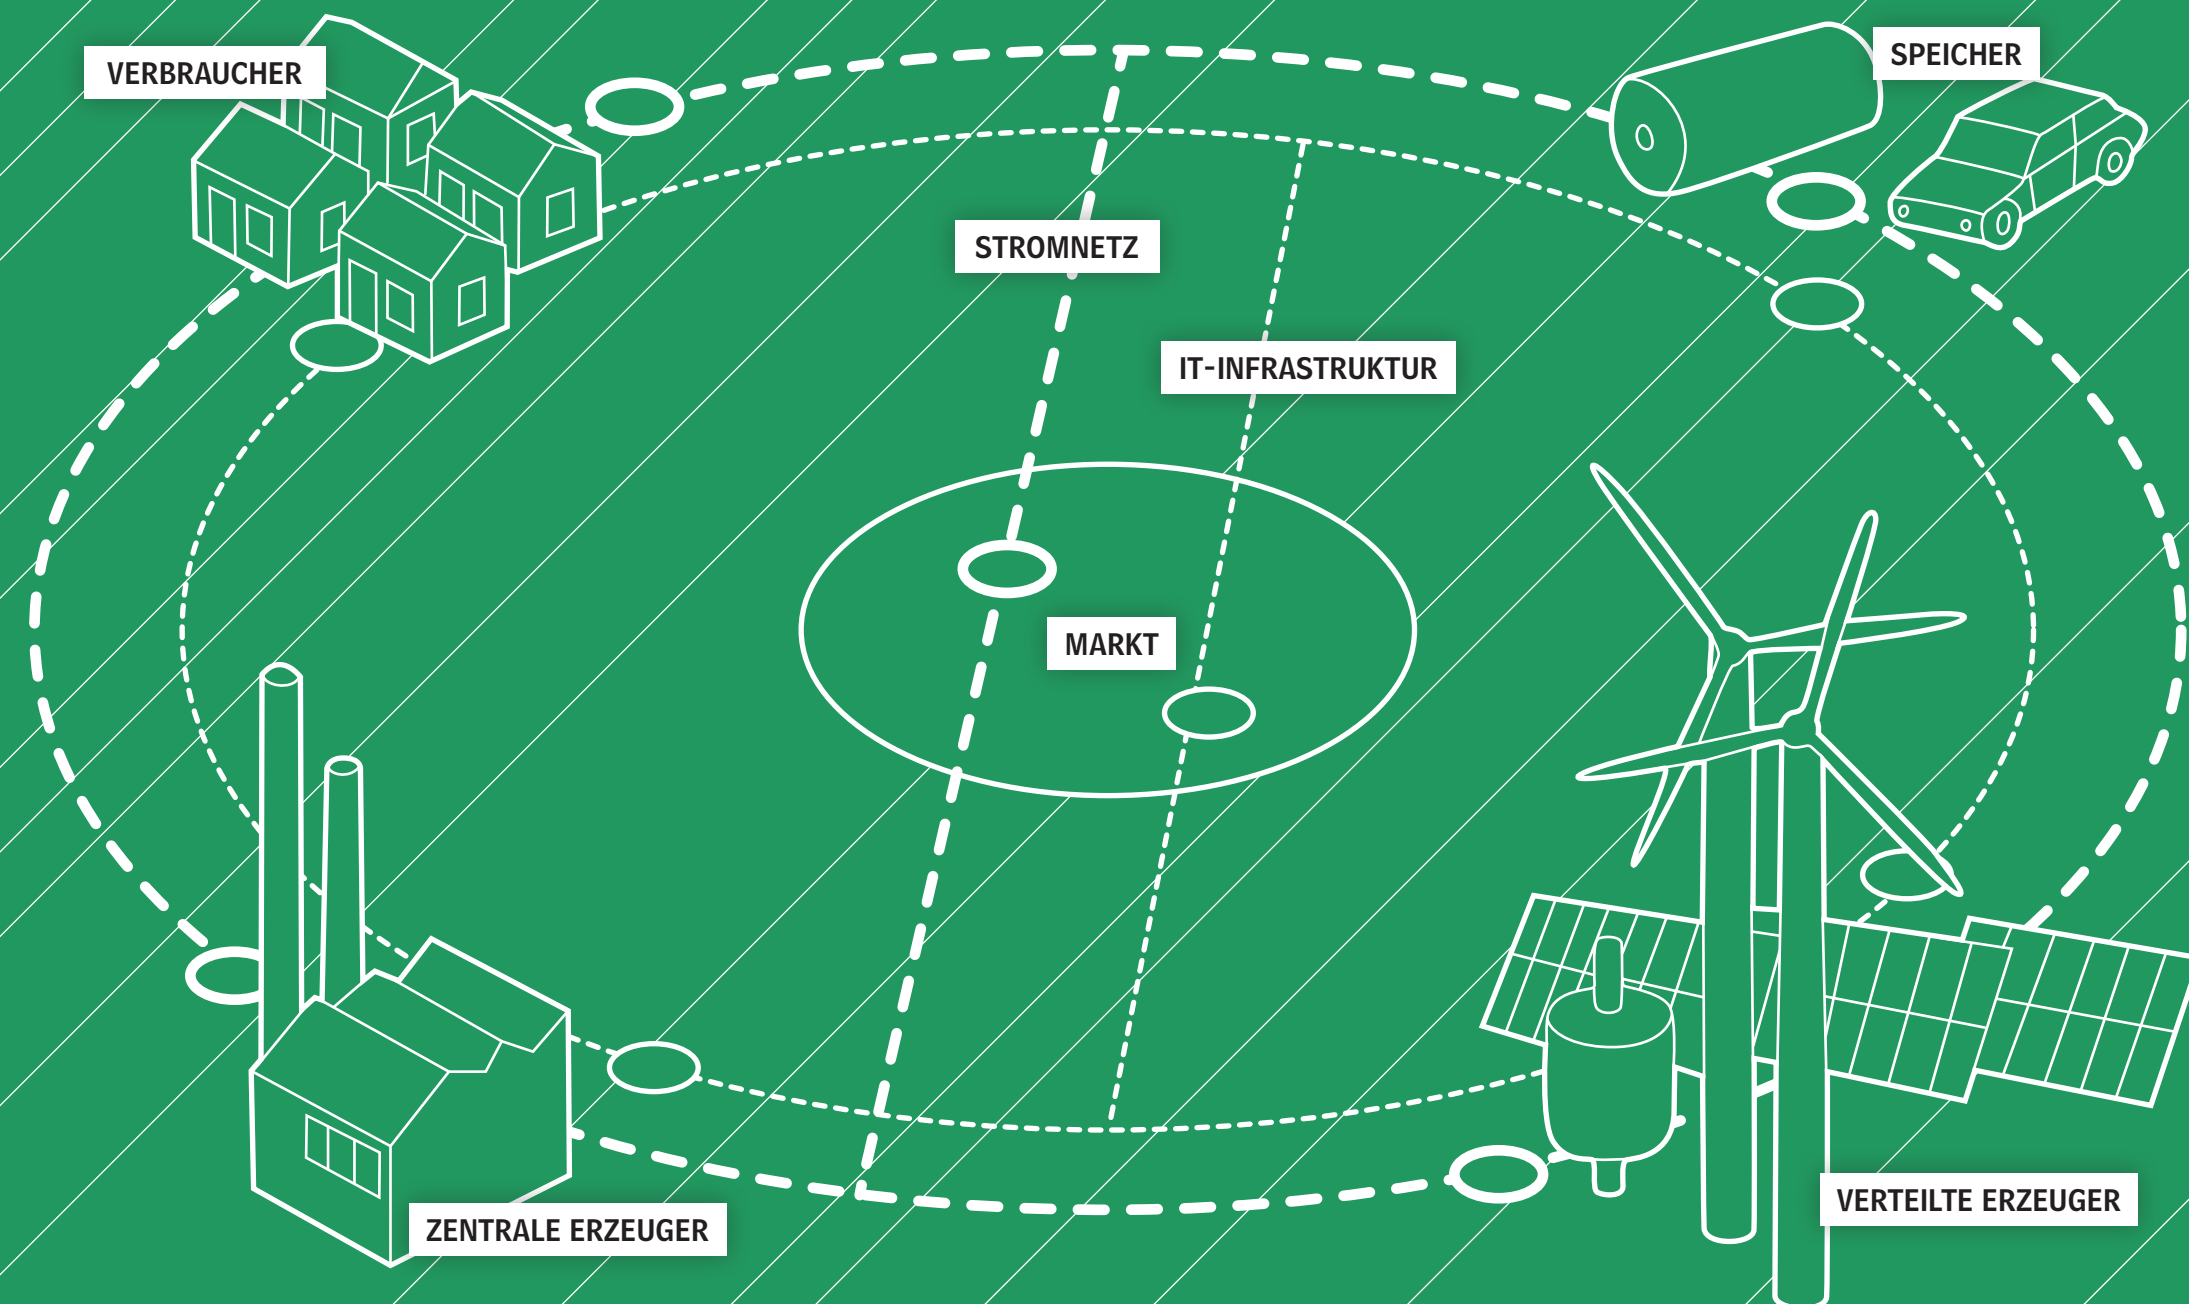 VERBRAUCHER
SPEICHER
STROMNETZ
IT-INFRASTRUKTUR
MARKT
ZENTRALE ERZEUGER
VERTEILTE ERZEUGER